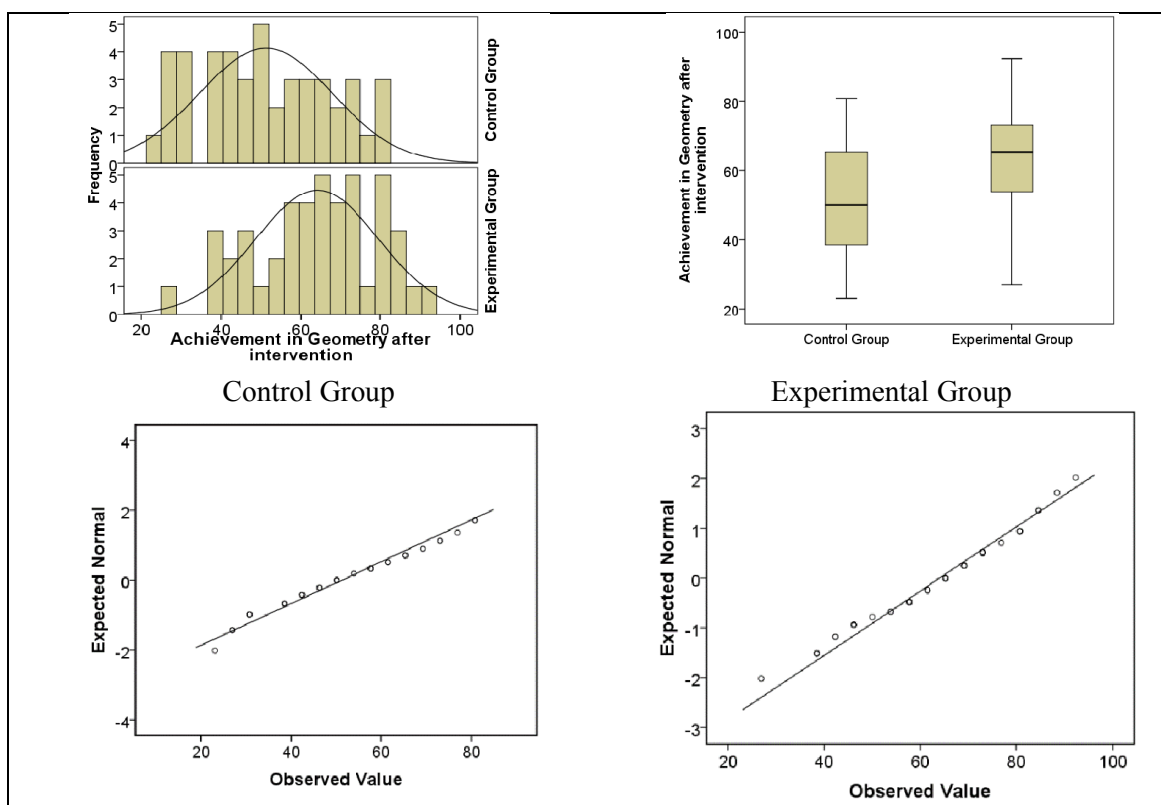 5
4
3
2
1
0
Control Group
5
4
3
2
1
0
Experimental Group
Frequency
20 40 60 80 100
Achievement in Geometry after
intervention
100
80
60
40
20
Achievement in Geometry after
intervention
Control Group Experimental Group
Control Group
Experimental Group
4
2
0
-2
-4
Expected Normal
20 40 60 80
Observed Value
3
2
1
0
-1
-2
-3
Expected Normal
20 40 60 80 100
Observed Value